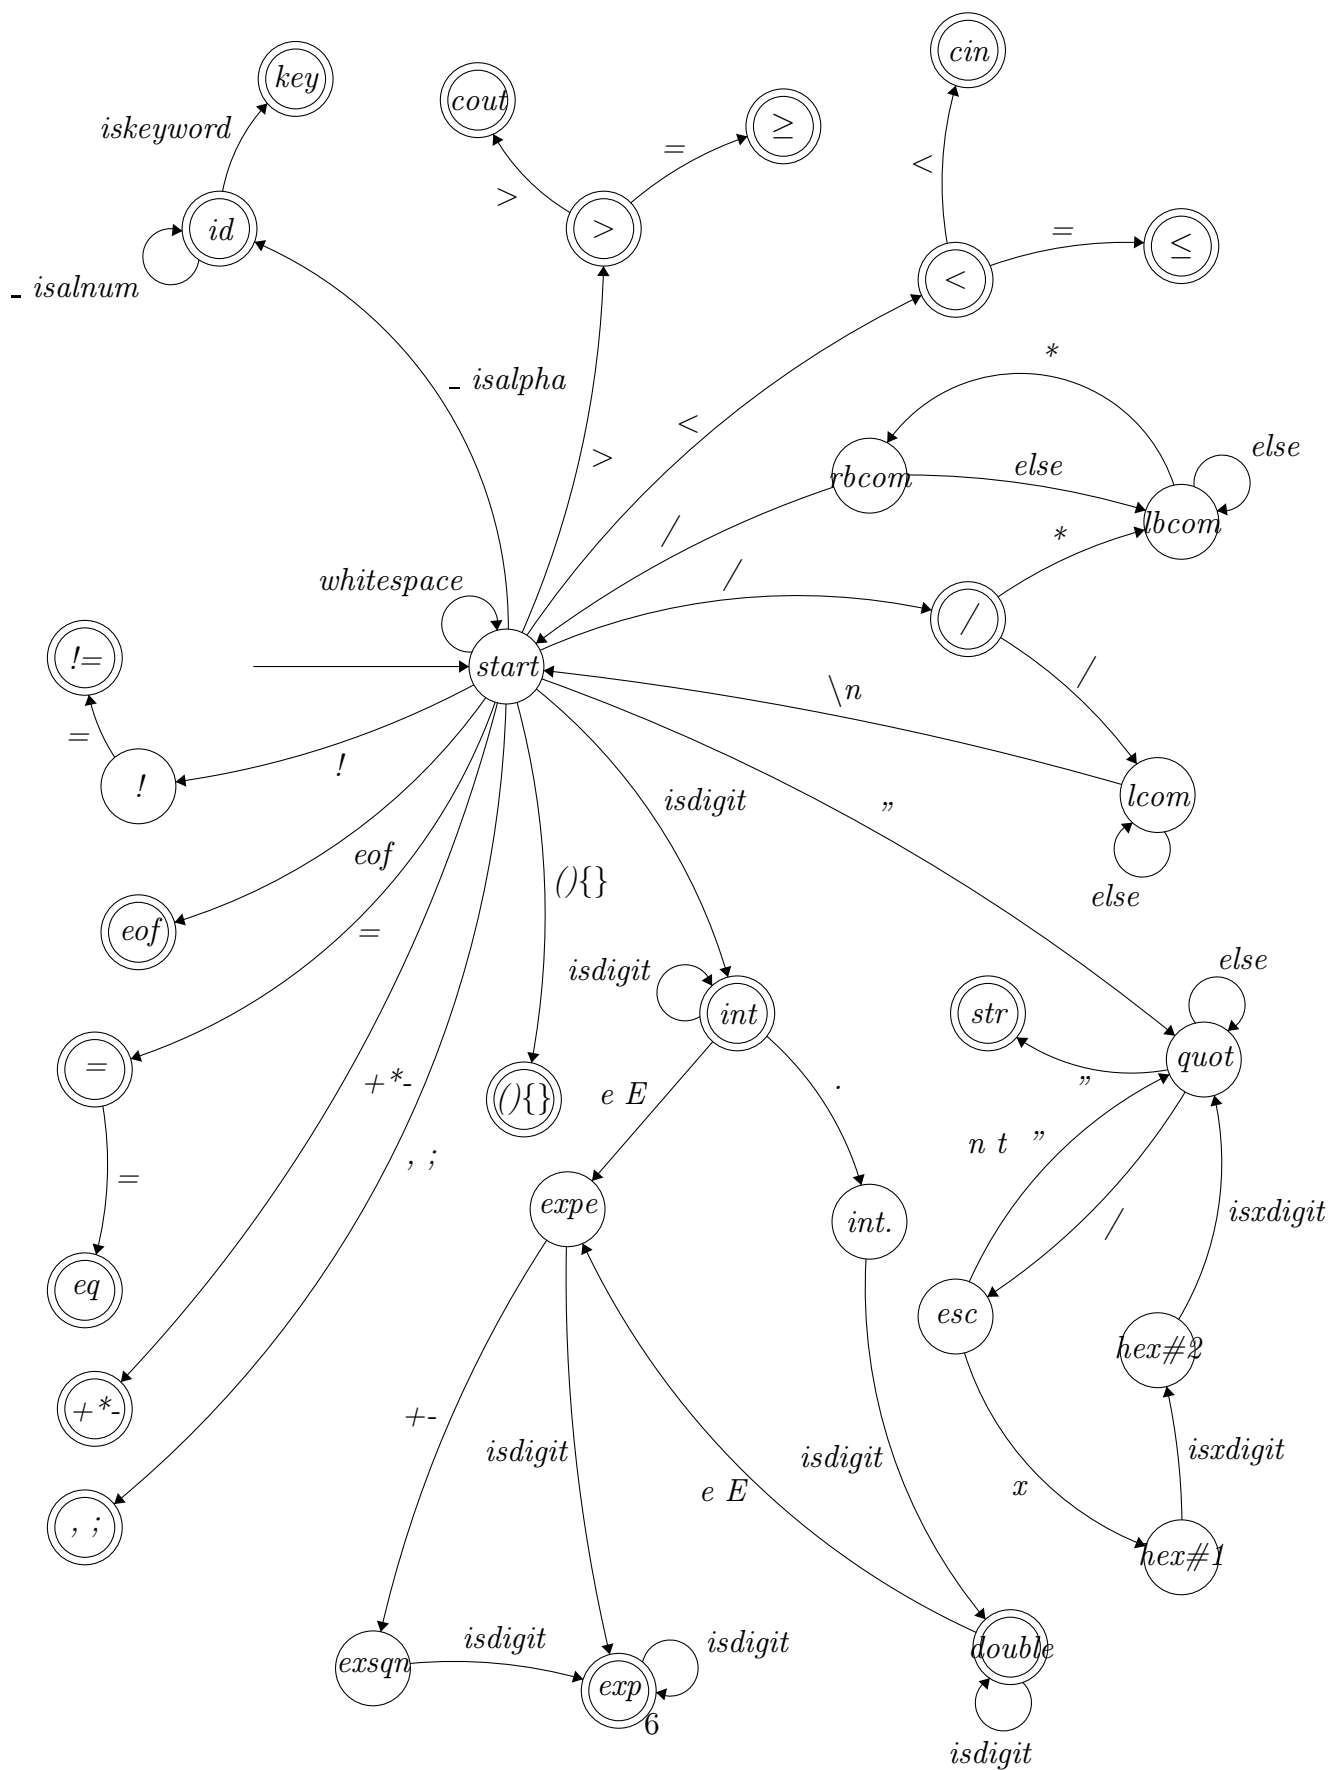 cin
key
cout
≥
iskeyword
=
<
>
id
>
=
≤
<
_ isalnum
*
_ isalpha
<
else
>
else
rbcom
lbcom
/
*
whitespace
/
/
!=
start
/
\n
=
!
!
isdigit
lcom
”
eof
(){}
else
eof
=
isdigit
else
str
int
quot
=
+*-
”
(){}
e E
.
n t ”
, ;
=
expe
int.
/
isxdigit
eq
esc
hex#2
+*-
+-
isdigit
isdigit
isxdigit
e E
x
, ;
hex#1
isdigit
isdigit
double
exsqn
exp
6
isdigit